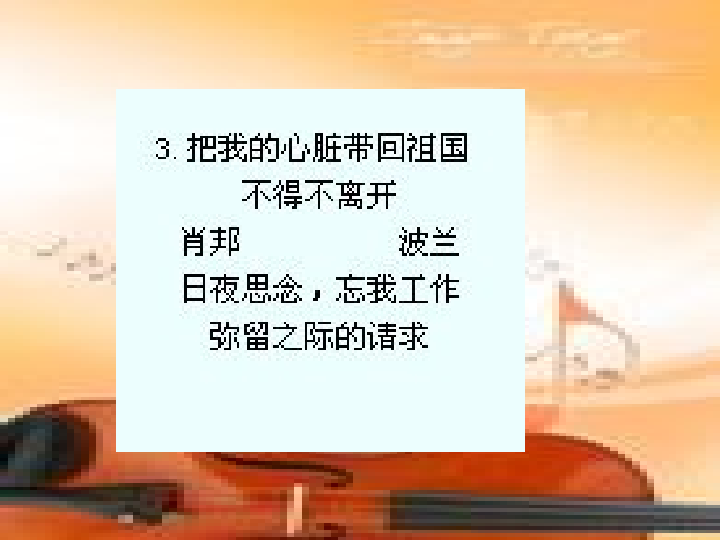 3. 把我的心脏带回祖国
不得不离开
肖邦 波兰
日夜思念，忘我工作
弥留之际的请求